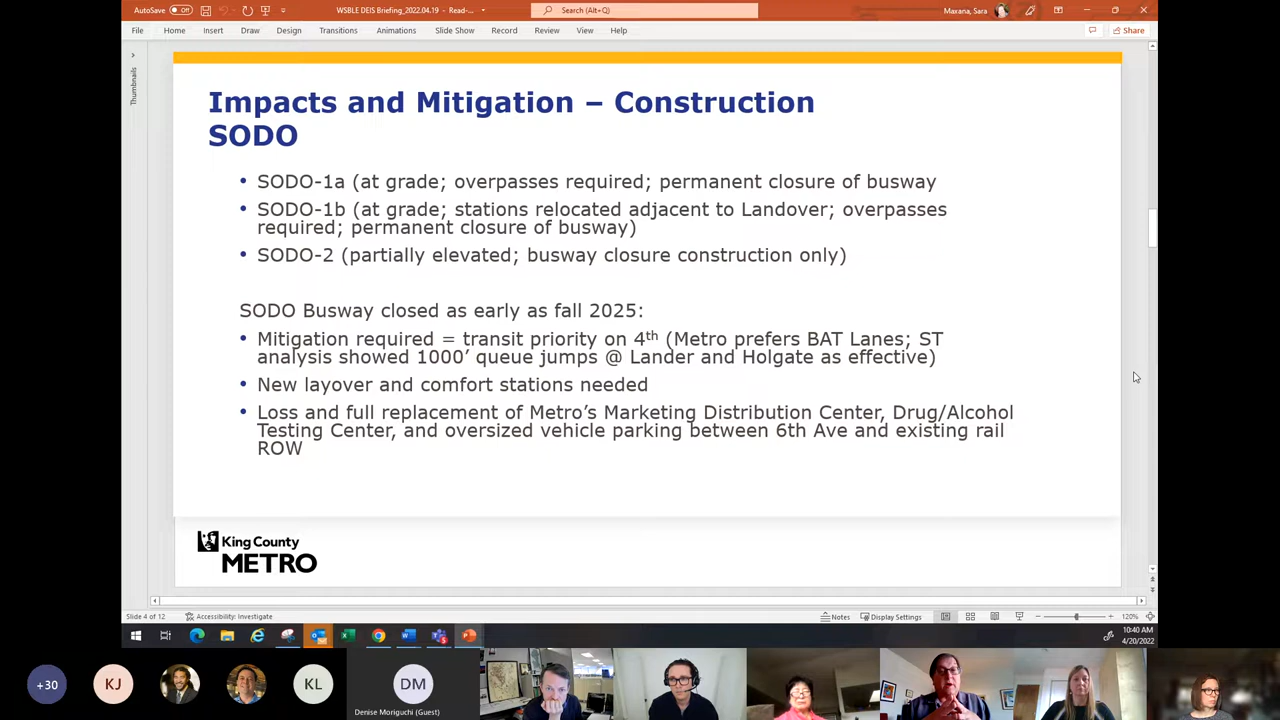 AutoSave Off WSBLE DEIS Briefing_2022.04.19 - Read-... Search (Alt+Q) Maxana, Sara
File Home Insert Draw Design Transitions Animations Slide Show Record Review View Help Share
Thumbnails
Impacts and Mitigation – Construction
SODO
• SODO-1a (at grade; overpasses required; permanent closure of busway
• SODO-1b (at grade; stations relocated adjacent to Landover; overpasses
required; permanent closure of busway)
• SODO-2 (partially elevated; busway closure construction only)
SODO Busway closed as early as fall 2025:
• Mitigation required = transit priority on 4th (Metro prefers BAT Lanes; ST
analysis showed 1000’ queue jumps @ Lander and Holgate as effective)
• New layover and comfort stations needed
• Loss and full replacement of Metro’s Marketing Distribution Center, Drug/Alcohol
Testing Center, and oversized vehicle parking between 6th Ave and existing rail
ROW
King County
METRO
Slide 4 of 12 Accessibility: Investigate Notes Display Settings 120%
10:40 AM
4/20/2022
+30 KJ KL DM
Denise Moriguchi (Guest)